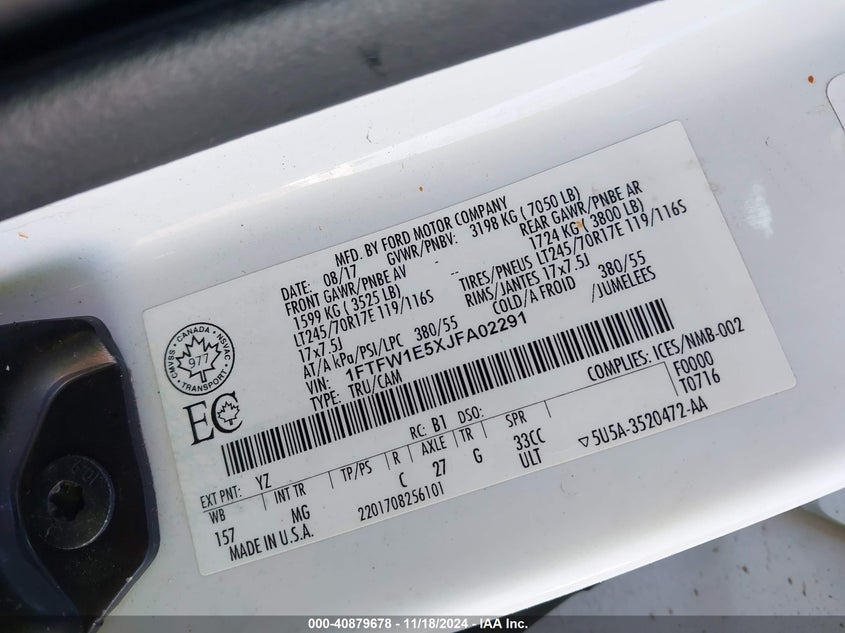 MFD. BY FORD MOTOR COMPANY
DATE: 08/17 GVWR/PNBV: 3198 KG ( 7050 LB)
FRONT GAWR/PNBE AV -- REAR GAWR/PNBE AR
1599 KG ( 3525 LB) 1724 KG ( 3800 LB)
LT245/70R17E 119/116S TIRES/PNEUS LT245/70R17E 119/116S
17x7.5J RIMS/JANTES 17x7.5J
AT/A kPa/PSI/LPC 380/55 COLD/A FROID 380/55
VIN: 1FTFW1E5XJFA02291 -- /JUMELEES
TYPE: TRU/CAM
CMVSS CANADA NSVAC
977
TRANSPORT
EC
COMPLIES: ICES/NMB-002
F0000
T0716
RC: B1 DSO:
EXT PNT: YZ
WB INT TR TP/PS R AXLE TR SPR
157 MG C 27 G 33CC
ULT
▽5U5A-3520472-AA
MADE IN U.S.A. 2201708256101
000-40879678 - 11/18/2024 - IAA Inc.